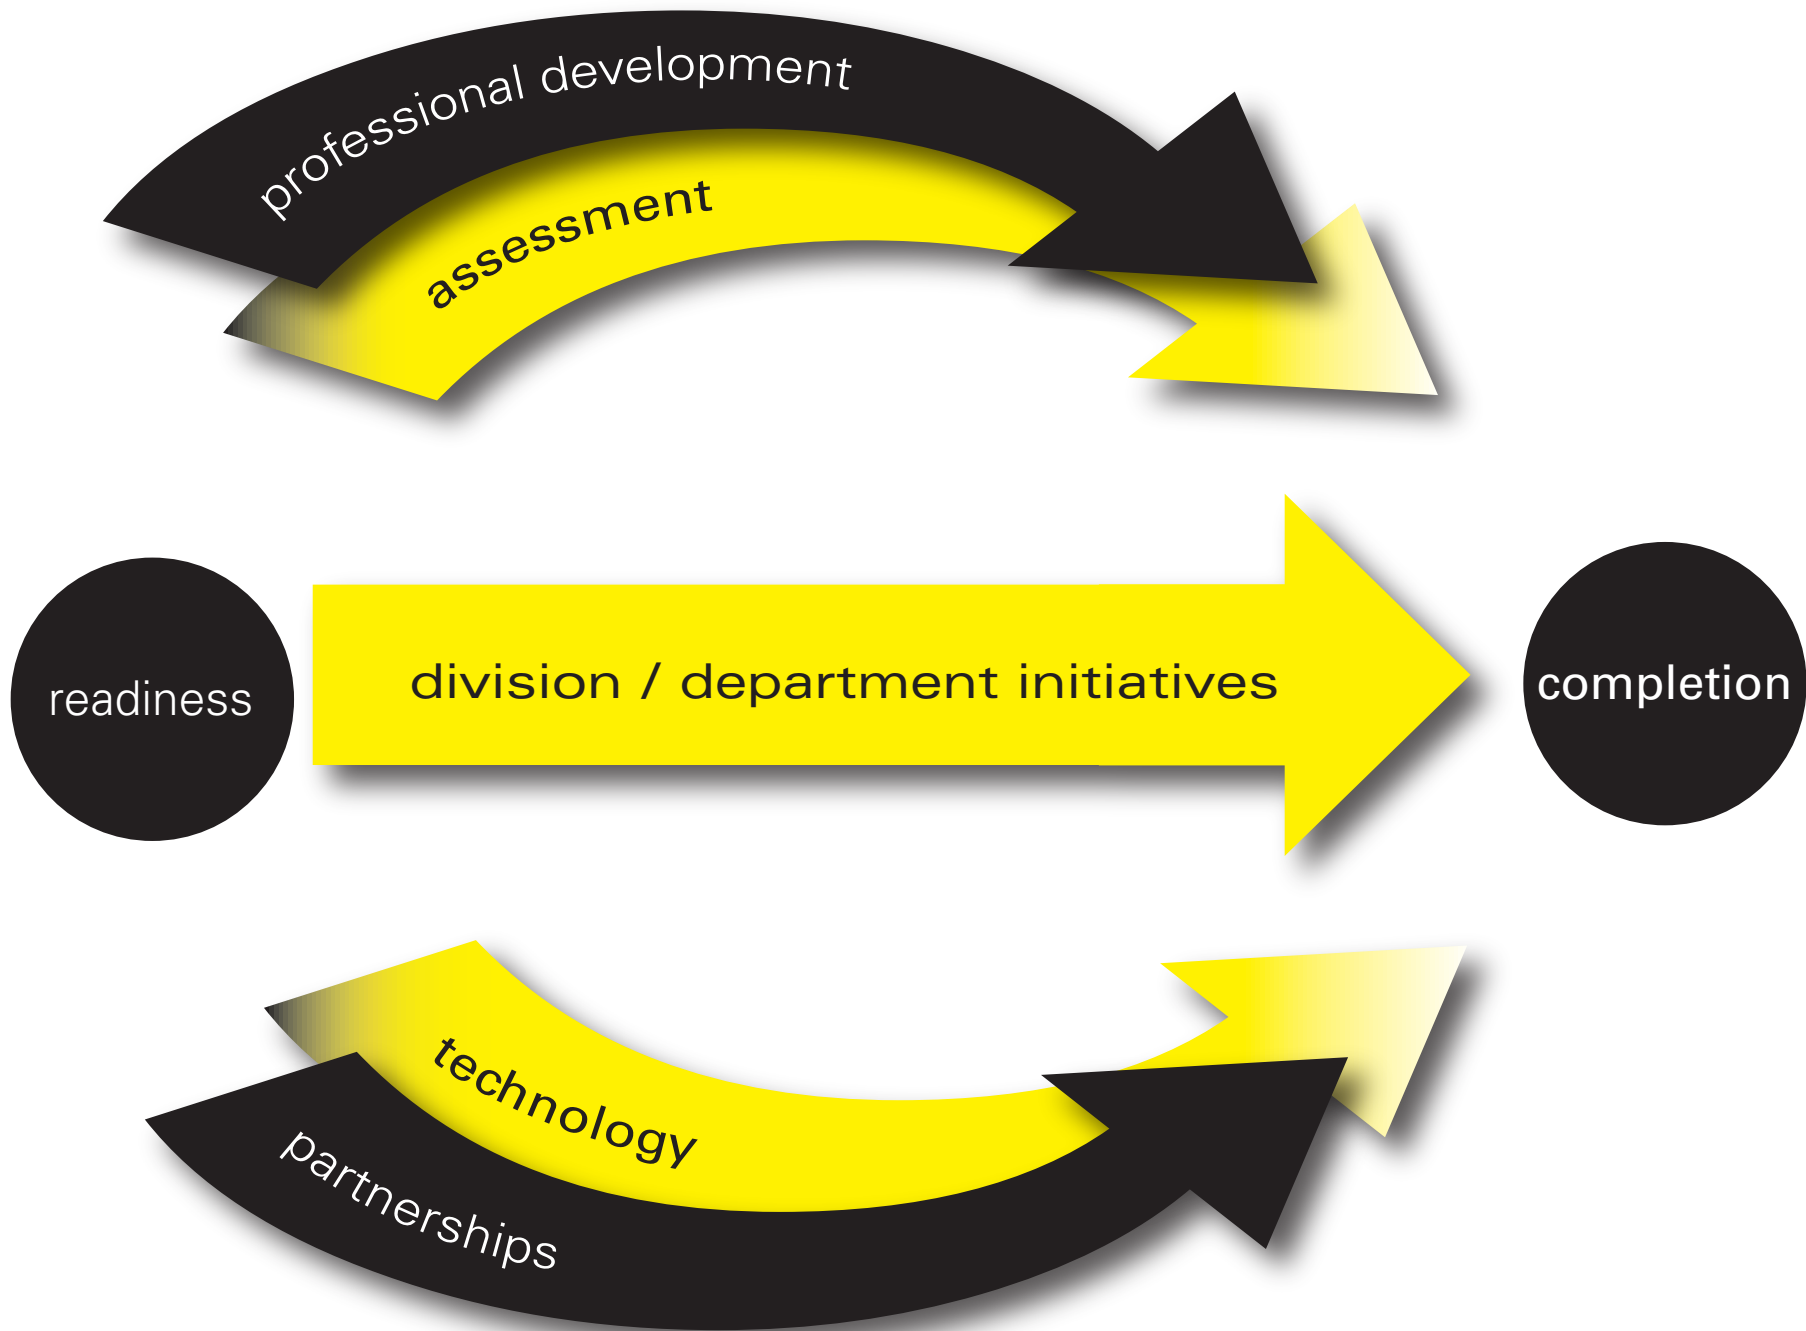 professional development
assessment
readiness
division / department initiatives
completion
technology
partnerships